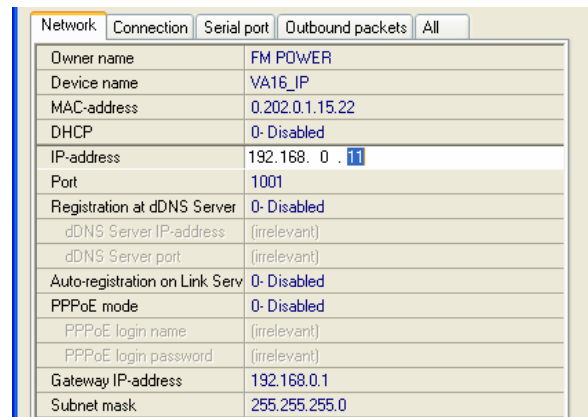 Network Connection Serial port Outbound packets All
Owner name FM POWER
Device name VA16_IP
MAC-address 0.202.0.1.15.22
DHCP 0- Disabled
IP-address 192.168. 0 . 11
Port 1001
Registration at dDNS Server 0- Disabled
dDNS Server IP-address (irrelevant)
dDNS Server port (irrelevant)
Auto-registration on Link Serv 0- Disabled
PPPoE mode 0- Disabled
PPPoE login name (irrelevant)
PPPoE login password (irrelevant)
Gateway IP-address 192.168.0.1
Subnet mask 255.255.255.0